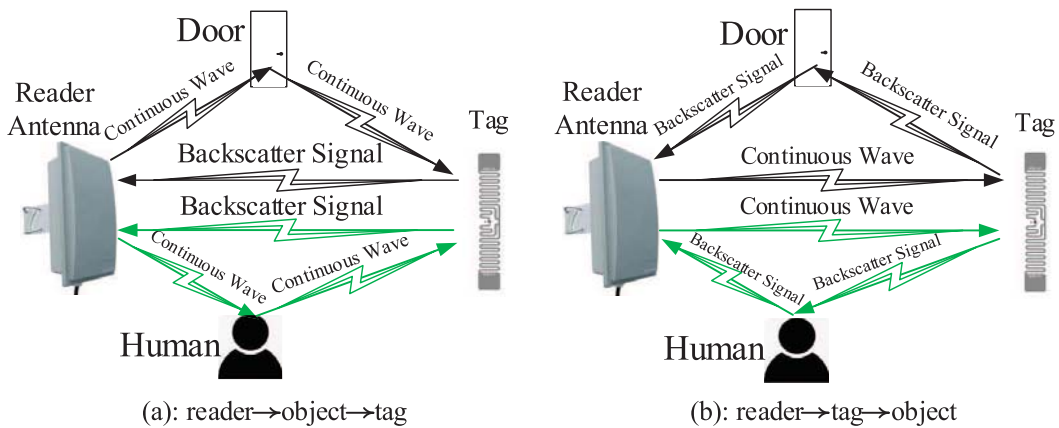 Door
Continuous Wave
Continuous Wave
Reader
Antenna
Tag
Backscatter Signal
Backscatter Signal
Continuous Wave
Continuous Wave
Human
(a): reader→object→tag
Door
Backscatter Signal
Backscatter Signal
Reader
Antenna
Tag
Continuous Wave
Continuous Wave
Backscatter Signal
Backscatter Signal
Human
(b): reader→tag→object